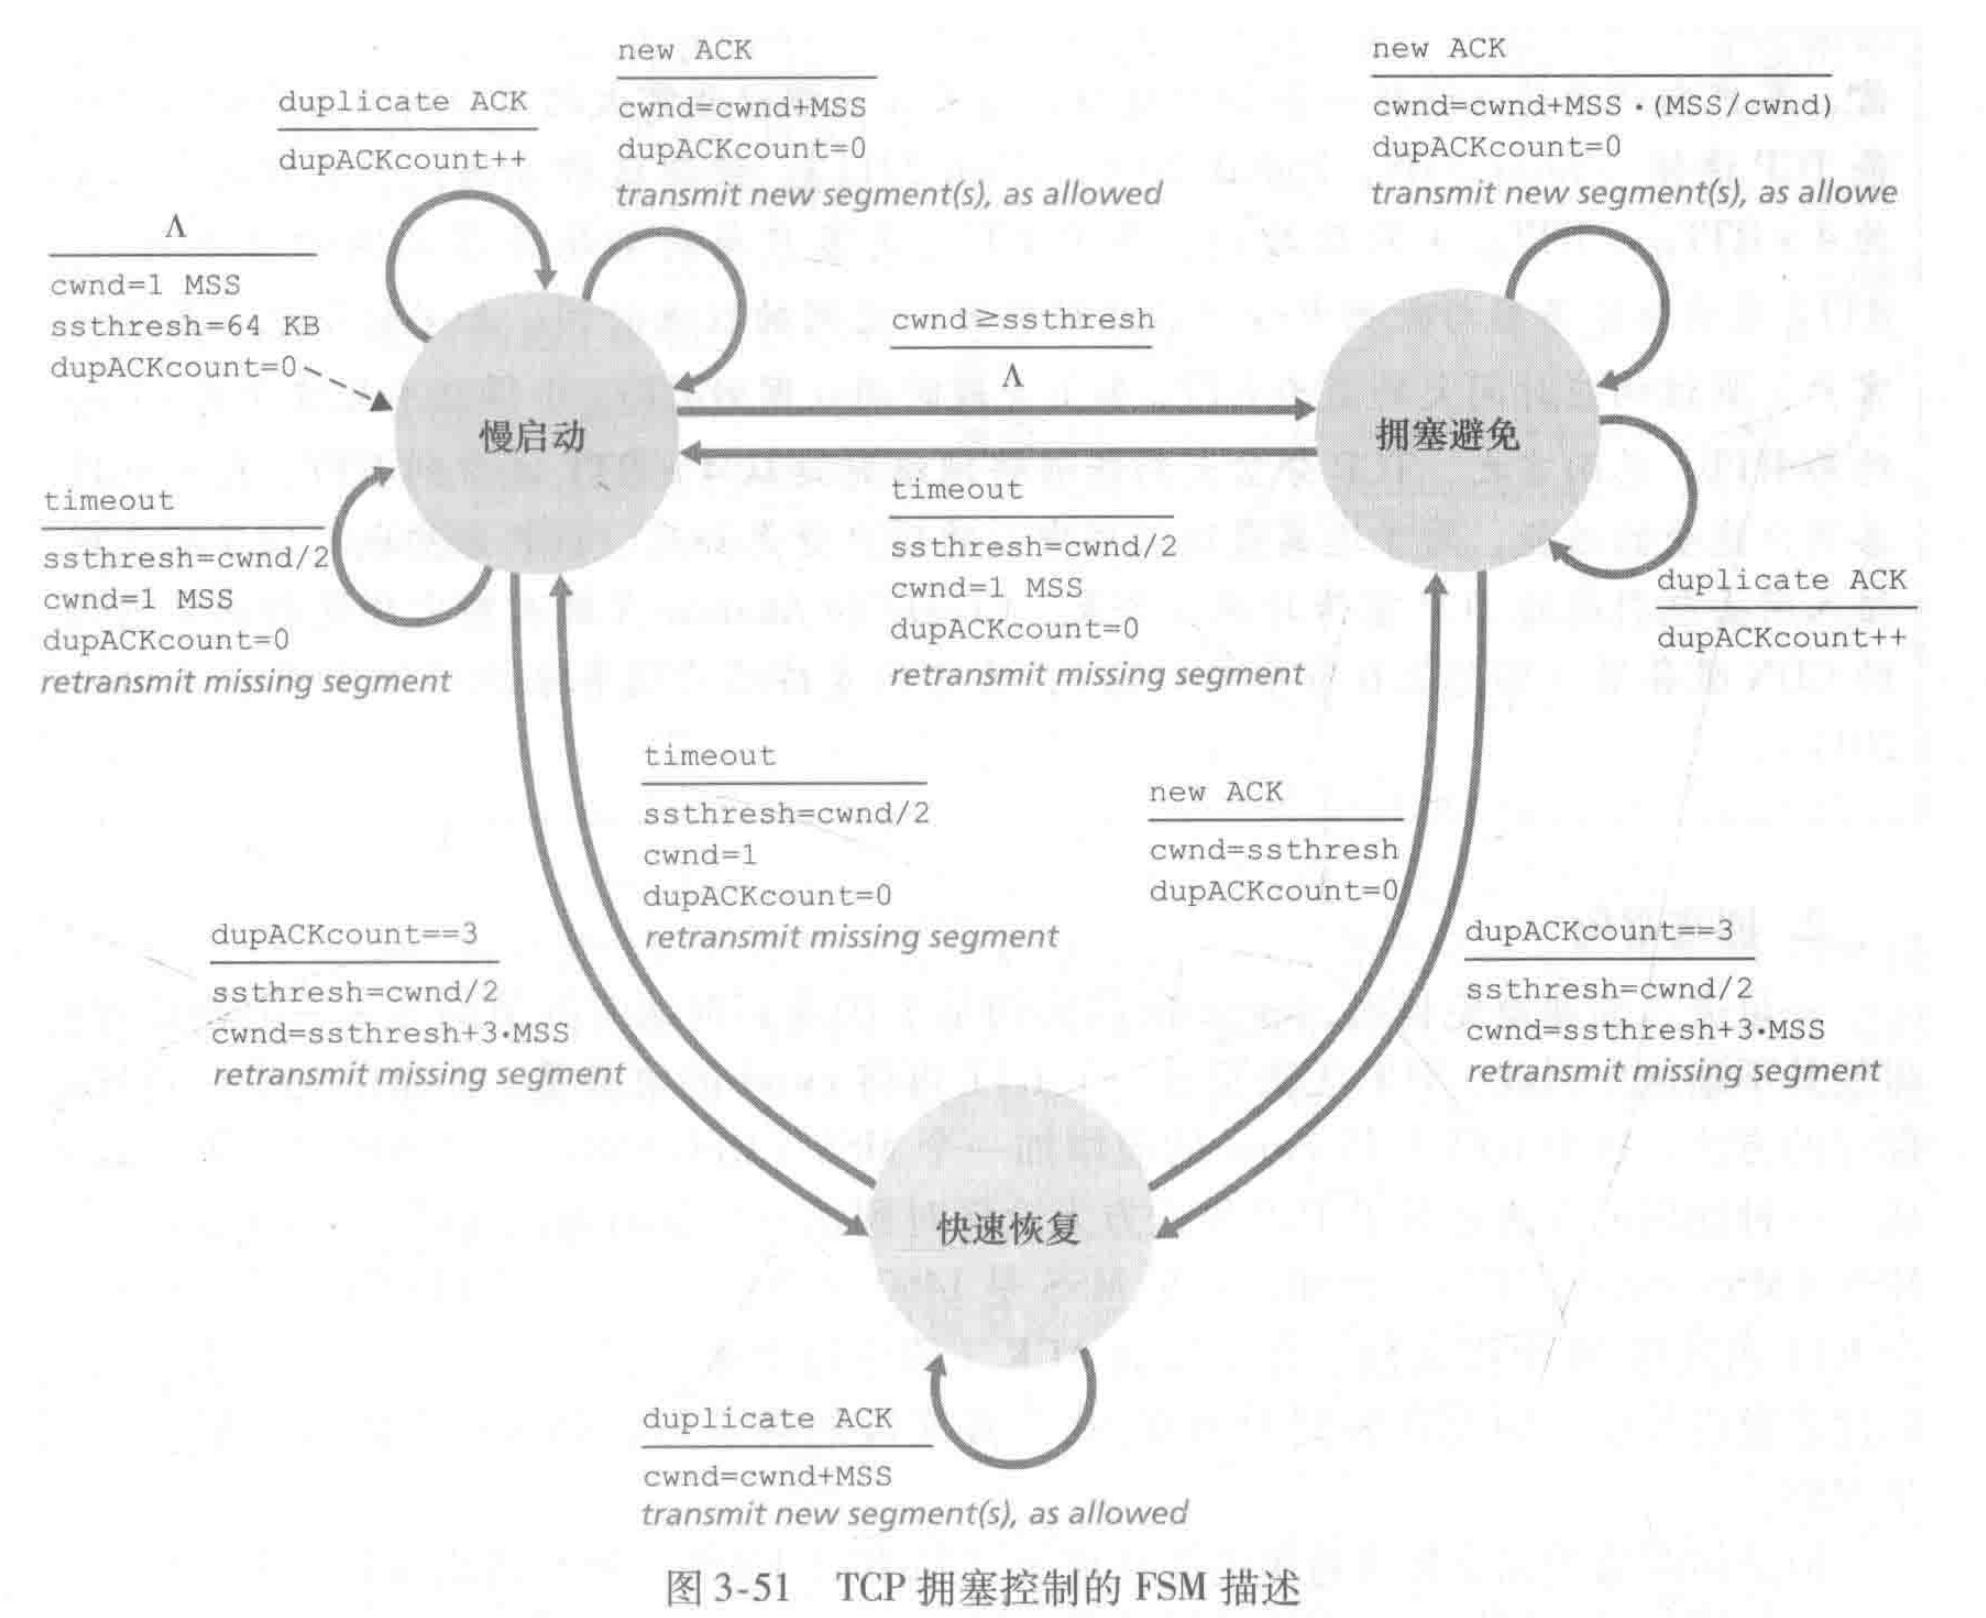 new ACK
cwnd=cwnd+MSS
dupACKcount=0
transmit new segment(s), as allowed
new ACK
cwnd=cwnd+MSS·(MSS/cwnd)
dupACKcount=0
transmit new segment(s), as allowe
duplicate ACK
dupACKcount++
Λ
cwnd=1 MSS
ssthresh=64 KB
dupACKcount=0
cwnd≥ssthresh
Λ
慢启动
拥塞避免
timeout
ssthresh=cwnd/2
cwnd=1 MSS
dupACKcount=0
retransmit missing segment
timeout
ssthresh=cwnd/2
cwnd=1 MSS
dupACKcount=0
retransmit missing segment
duplicate ACK
dupACKcount++
timeout
ssthresh=cwnd/2
cwnd=1
dupACKcount=0
retransmit missing segment
new ACK
cwnd=ssthresh
dupACKcount=0
dupACKcount==3
ssthresh=cwnd/2
cwnd=ssthresh+3·MSS
retransmit missing segment
dupACKcount==3
ssthresh=cwnd/2
cwnd=ssthresh+3·MSS
retransmit missing segment
快速恢复
duplicate ACK
cwnd=cwnd+MSS
transmit new segment(s), as allowed
图 3-51 TCP 拥塞控制的 FSM 描述